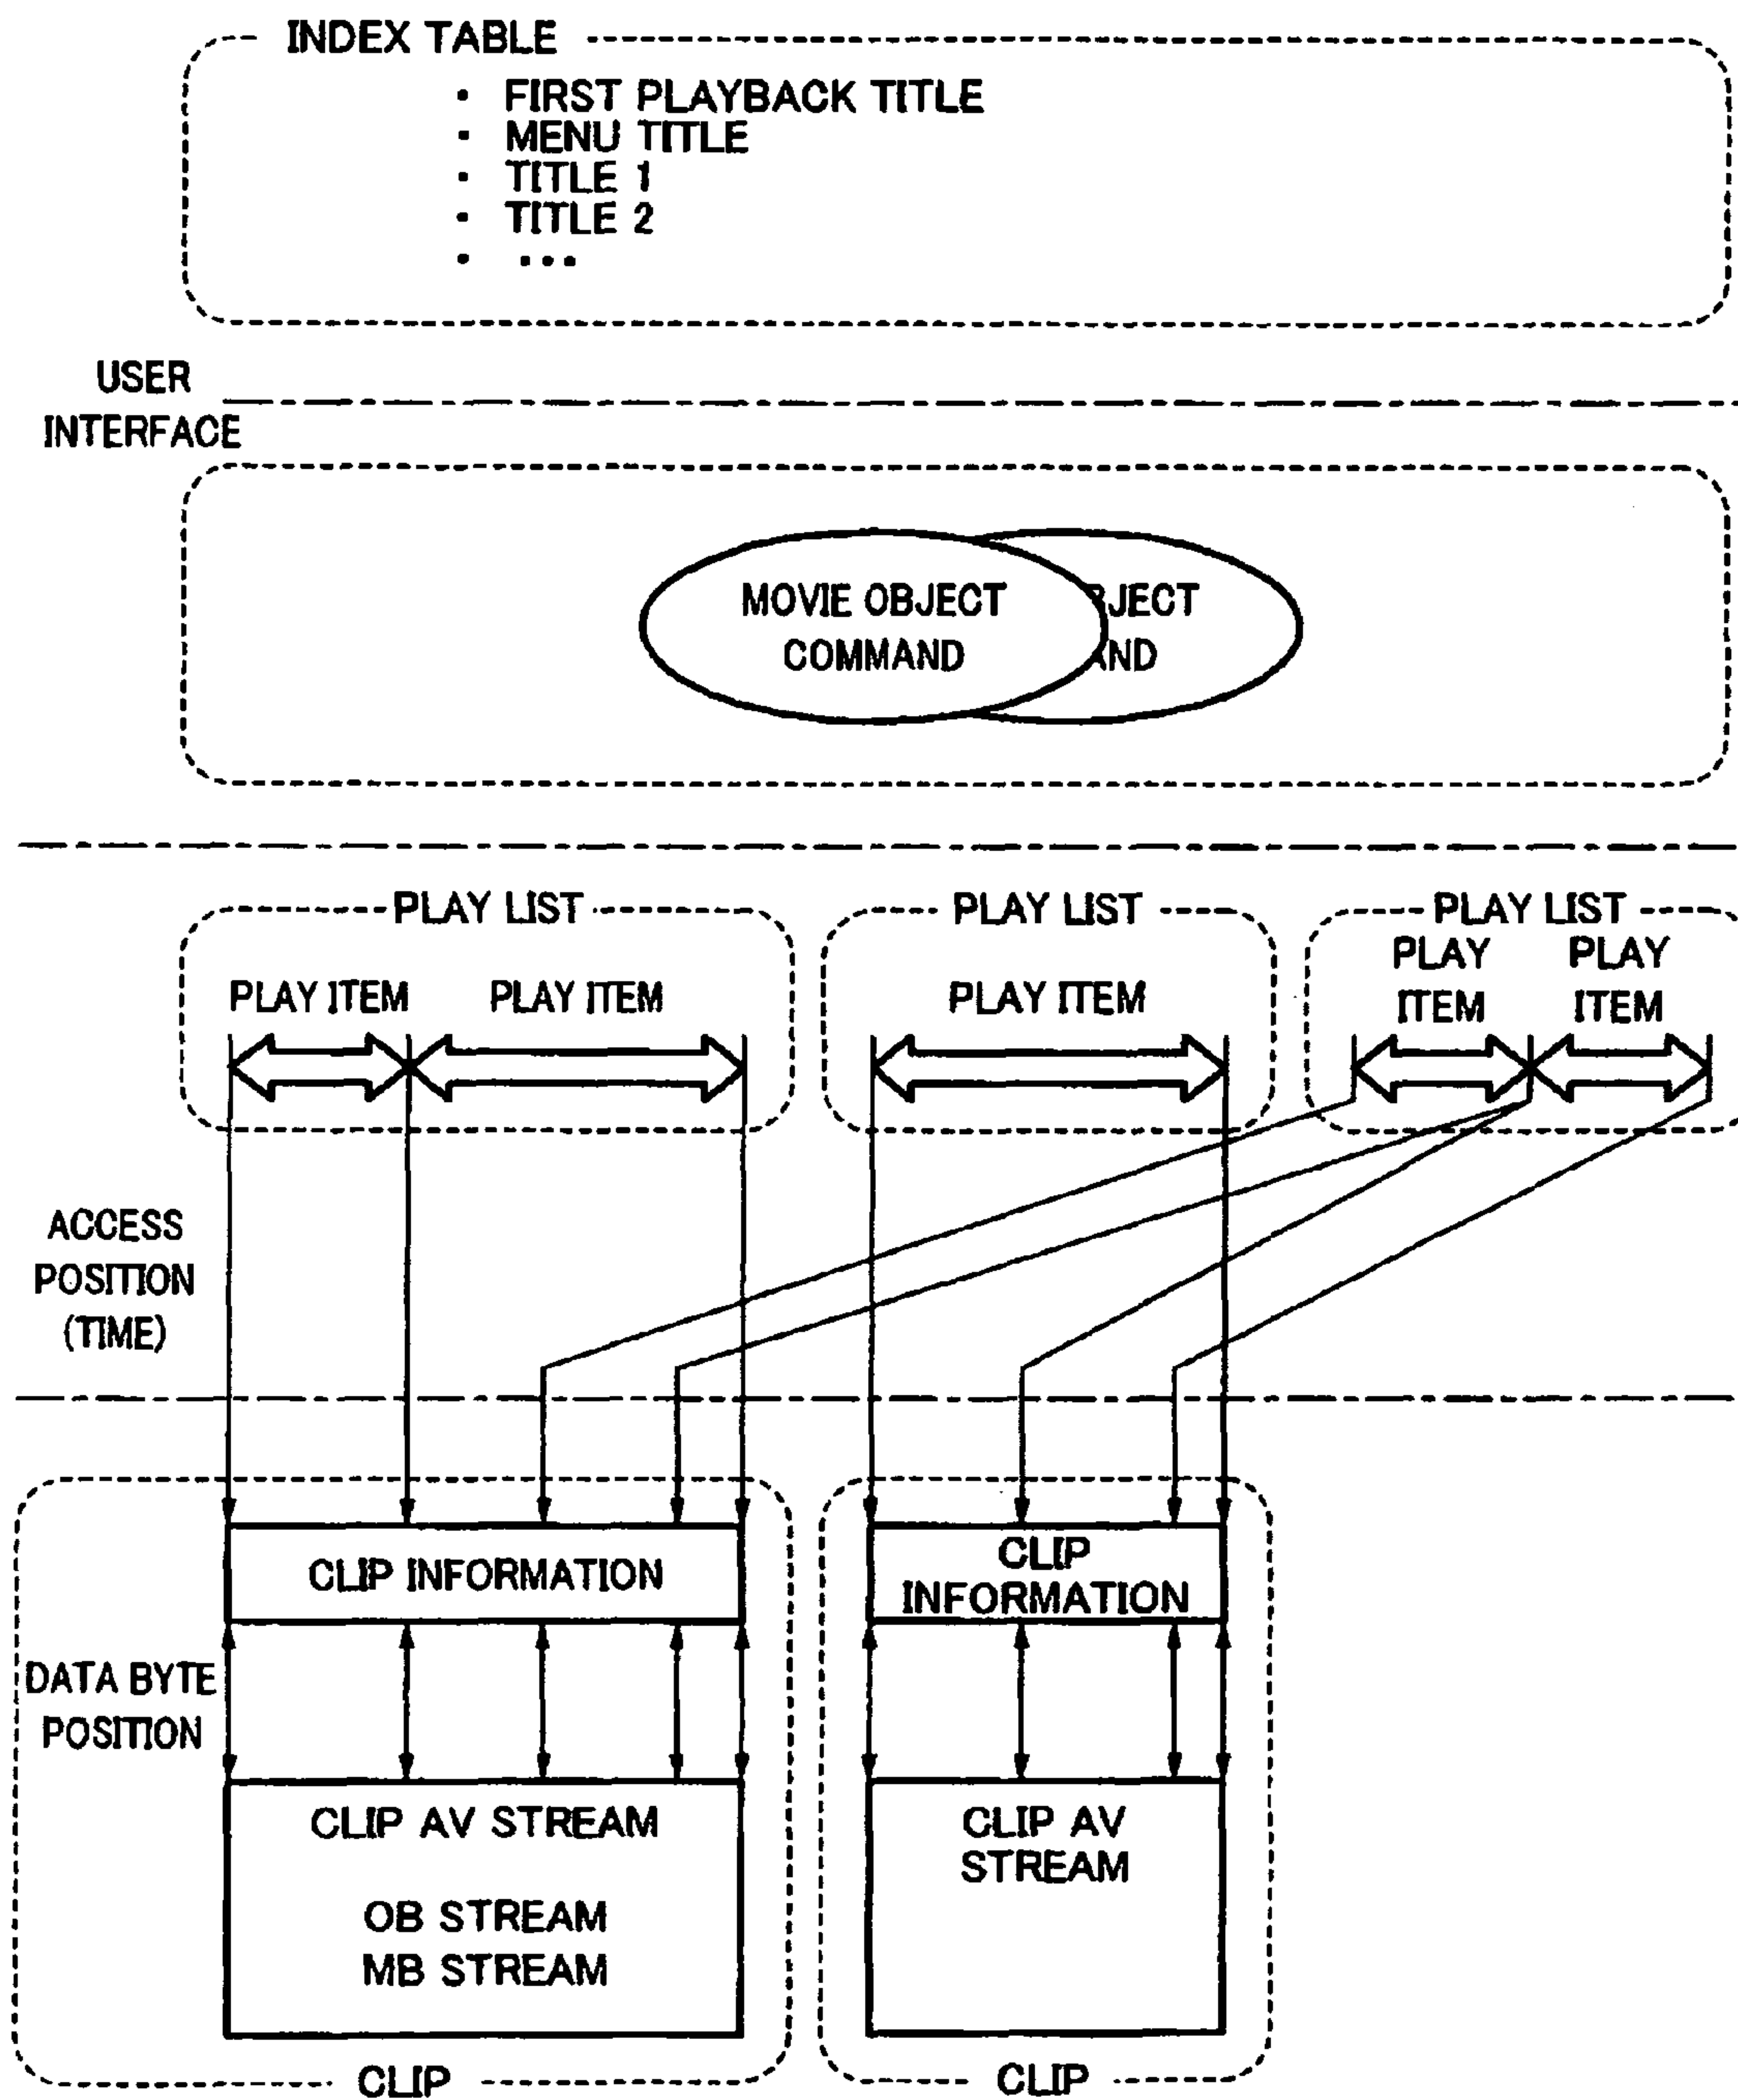 INDEX TABLE
· FIRST PLAYBACK TITLE
· MENU TITLE
· TITLE 1
· TITLE 2
· ...
USER
INTERFACE
MOVIE OBJECT
COMMAND
BJECT
AND
PLAY LIST
PLAY ITEM
PLAY ITEM
PLAY LIST
PLAY ITEM
PLAY LIST
PLAY
ITEM
PLAY
ITEM
ACCESS
POSITION
(TIME)
CLIP INFORMATION
CLIP
INFORMATION
DATA BYTE
POSITION
CLIP AV STREAM
OB STREAM
MB STREAM
CLIP AV
STREAM
CLIP
CLIP